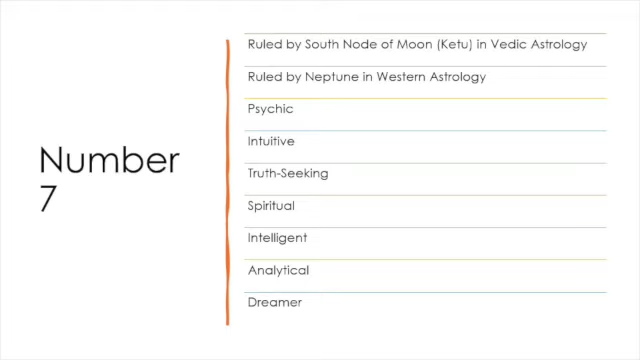 Number
7
Ruled by South Node of Moon (Ketu) in Vedic Astrology
Ruled by Neptune in Western Astrology
Psychic
Intuitive
Truth-Seeking
Spiritual
Intelligent
Analytical
Dreamer